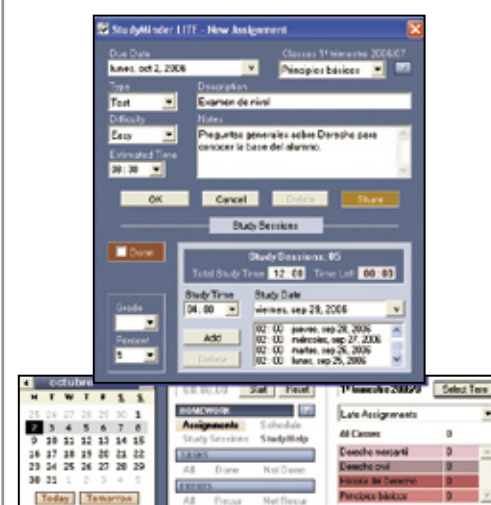 StudyMinder LITE - New Assignment
Due Date
Classes 1º trimestre 2006/07
lunes, oct 2, 2006
Principios básicos
Type
Description
Test
Examen de nivel
Difficulty
Notes
Easy
Preguntas generales sobre Derecho para
conocer la base del alumno.
Estimated Time
OK Cancel Delete Share
Study Sessions
Done
Study Sessions: 05
Total Study Time 12:00 Time Left 00:00
Study Time Study Date
04:00 viernes, sep 29, 2006
Grade
Add
02:00 jueves, sep 28, 2006
02:00 miércoles, sep 27, 2006
02:00 martes, sep 26, 2006
02:00 lunes, sep 25, 2006
Percent
5
Delete
octubre
Start Reset
Select Term
M T W T F S S
HOMEWORK
Late Assignments
25 26 27 28 29 30 1
Assignments Schedule
2 3 4 5 6 7 8
Study Sessions StudyHelp
All Classes 0
9 10 11 12 13 14 15
TASKS
Derecho mercantil 0
16 17 18 19 20 21 22
All Done Not Done
Derecho civil 0
23 24 25 26 27 28 29
EVENTS
Historia del Derecho 0
30 31 1 2 3 4 5
All Recur Not Recur
Principios básicos 0
Today Tomorrow